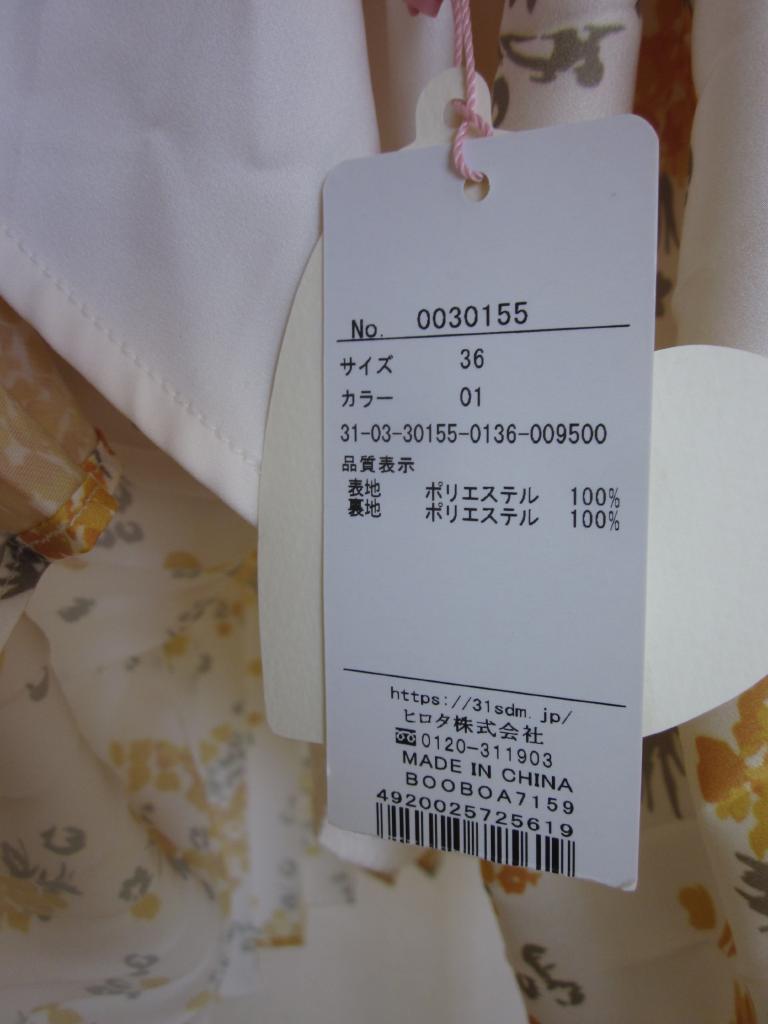 No. 0030155
サイズ 36
カラー 01
31-03-30155-0136-009500
品質表示
表地 ポリエステル 100%
裏地 ポリエステル 100%
https://31sdm.jp/
ヒロタ株式会社
0120-311903
MADE IN CHINA
BOOBOA7159
4920025725619